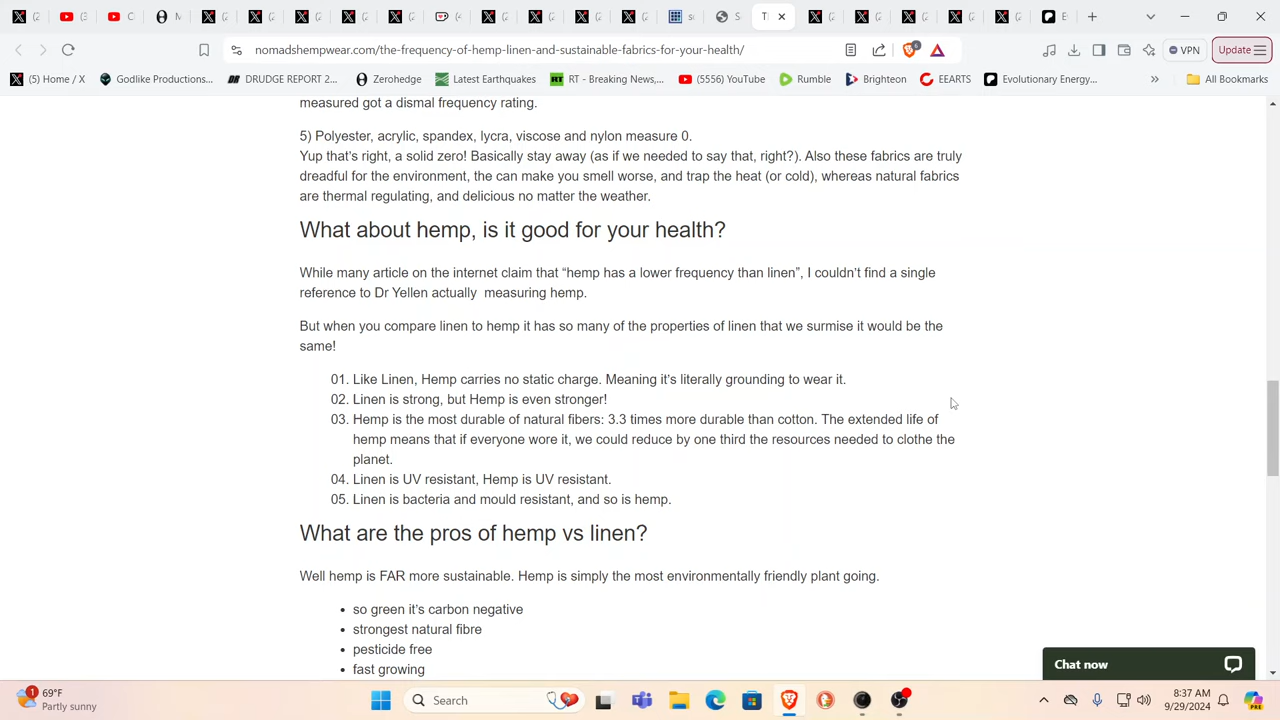 nomadshempwear.com/the-frequency-of-hemp-linen-and-sustainable-fabrics-for-your-health/
6
VPN
Update
(5) Home / X
Godlike Productions...
DRUDGE REPORT 2...
Zerohedge
Latest Earthquakes
RT - Breaking News,...
(5556) YouTube
Rumble
Brighteon
EEARTS
Evolutionary Energy...
All Bookmarks
measured got a dismal frequency rating.
5) Polyester, acrylic, spandex, lycra, viscose and nylon measure 0.
Yup that's right, a solid zero! Basically stay away (as if we needed to say that, right?). Also these fabrics are truly
dreadful for the environment, the can make you smell worse, and trap the heat (or cold), whereas natural fabrics
are thermal regulating, and delicious no matter the weather.
What about hemp, is it good for your health?
While many article on the internet claim that “hemp has a lower frequency than linen”, I couldn't find a single
reference to Dr Yellen actually  measuring hemp.
But when you compare linen to hemp it has so many of the properties of linen that we surmise it would be the
same!
01. Like Linen, Hemp carries no static charge. Meaning it's literally grounding to wear it.
02. Linen is strong, but Hemp is even stronger!
03. Hemp is the most durable of natural fibers: 3.3 times more durable than cotton. The extended life of
hemp means that if everyone wore it, we could reduce by one third the resources needed to clothe the
planet.
04. Linen is UV resistant, Hemp is UV resistant.
05. Linen is bacteria and mould resistant, and so is hemp.
What are the pros of hemp vs linen?
Well hemp is FAR more sustainable. Hemp is simply the most environmentally friendly plant going.
• so green it's carbon negative
• strongest natural fibre
• pesticide free
• fast growing
Chat now
1
69°F
Partly sunny
Search
8:37 AM
9/29/2024
PRE